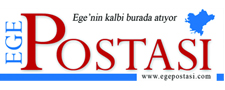 Ege'nin kalbi burada atıyor
EGE POSTASI
www.egepostasi.com